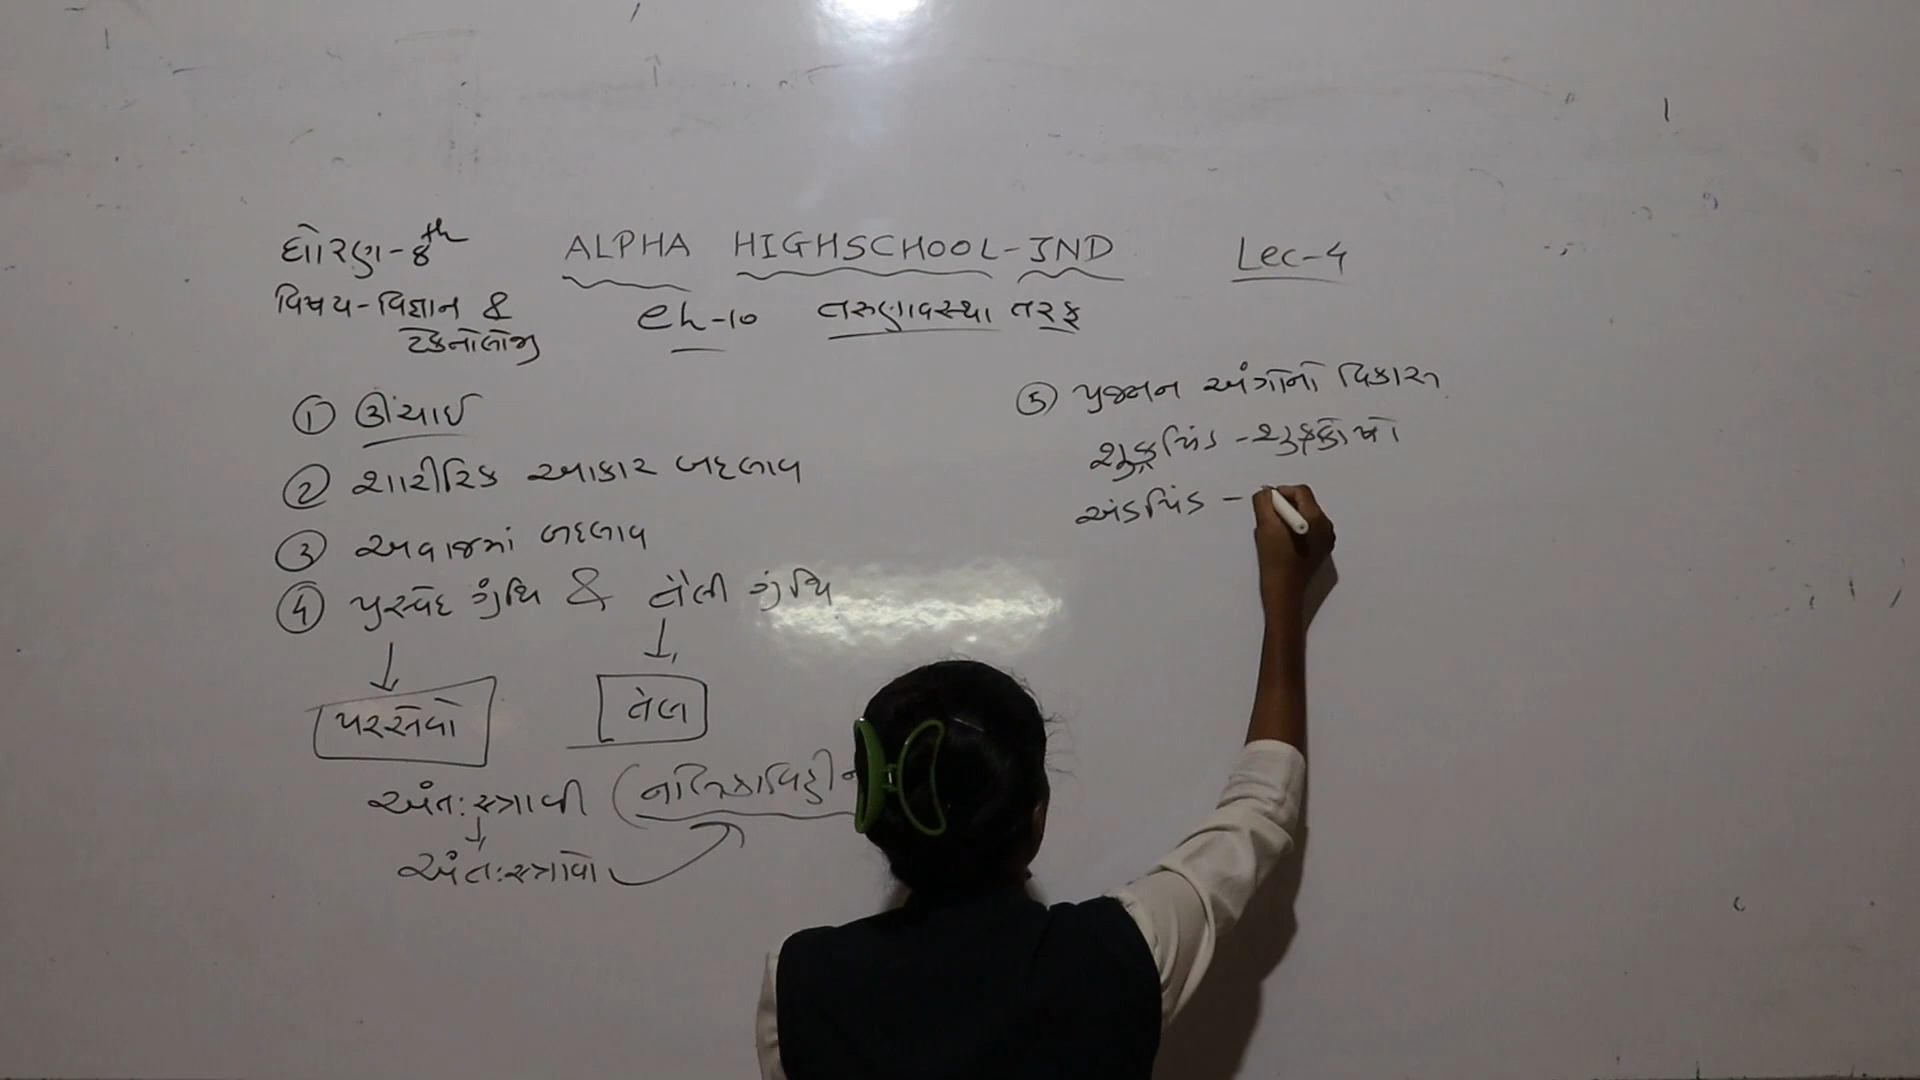 ધોરણ-8th
ALPHA HIGHSCHOOL-JND
Lec-4
વિષય-વિજ્ઞાન &
ટેકનોલોજી
ch-10 તરુણાવસ્થા તરફ
① ઊંચાઈ
② શારીરિક આકાર બદલાવ
③ અવાજમાં બદલાવ
④ પ્રસ્વેદ ગ્રંથિ & તૈલી ગ્રંથિ
પરસેવો
તેલ
અંતઃસ્ત્રાવી (નલિકાવિહીન
અંતઃસ્ત્રાવો
⑤ પ્રજનન અંગોનો વિકાસ
શુક્રપિંડ - શુક્રકોષો
અંડપિંડ -